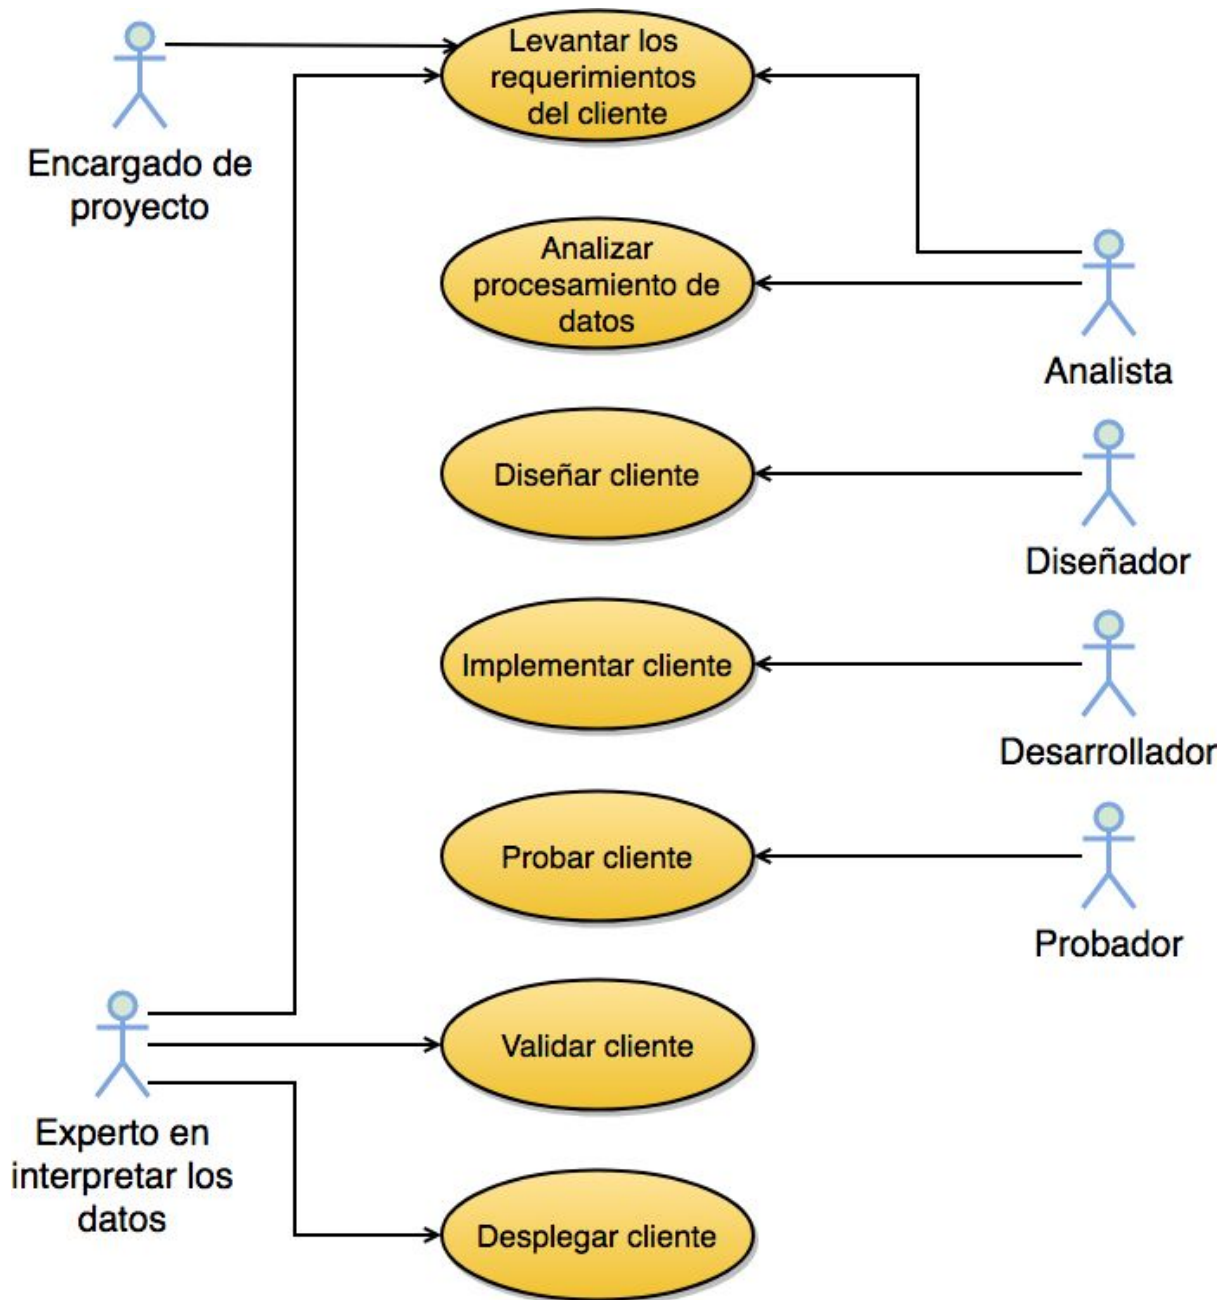 Levantar los
requerimientos
del cliente
Encargado de
proyecto
Analizar
procesamiento de
datos
Analista
Diseñar cliente
Diseñador
Implementar cliente
Desarrollador
Probar cliente
Probador
Validar cliente
Experto en
interpretar los
datos
Desplegar cliente